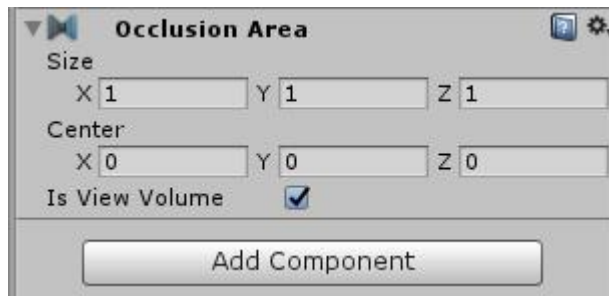 Occlusion Area
Size
X 1 Y 1 Z 1
Center
X 0 Y 0 Z 0
Is View Volume
Add Component